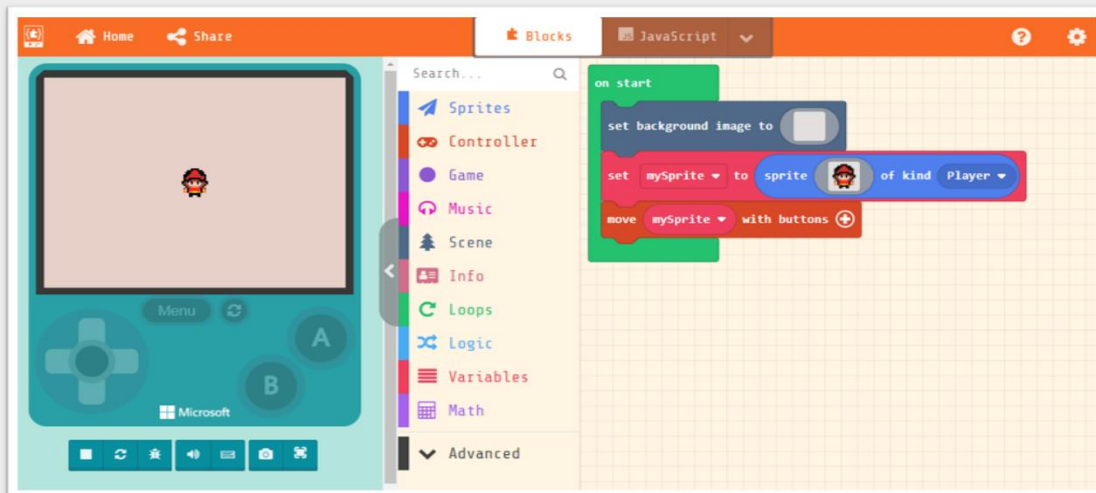 Home Share Blocks JavaScript
Menu
A
B
Microsoft
Search...
Sprites
Controller
Game
Music
Scene
Info
Loops
Logic
Variables
Math
Advanced
on start
set background image to
set mySprite to sprite of kind Player
move mySprite with buttons